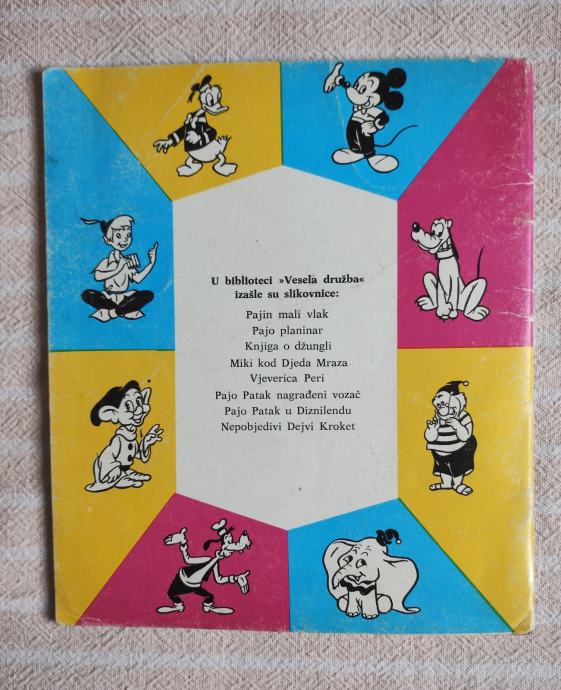 U biblioteci »Vesela družba«
izašle su slikovnice:
Pajin mali vlak
Pajo planinar
Knjiga o džungli
Miki kod Djeda Mraza
Vjeverica Peri
Pajo Patak nagrađeni vozač
Pajo Patak u Diznilendu
Nepobjedivi Dejvi Kroket